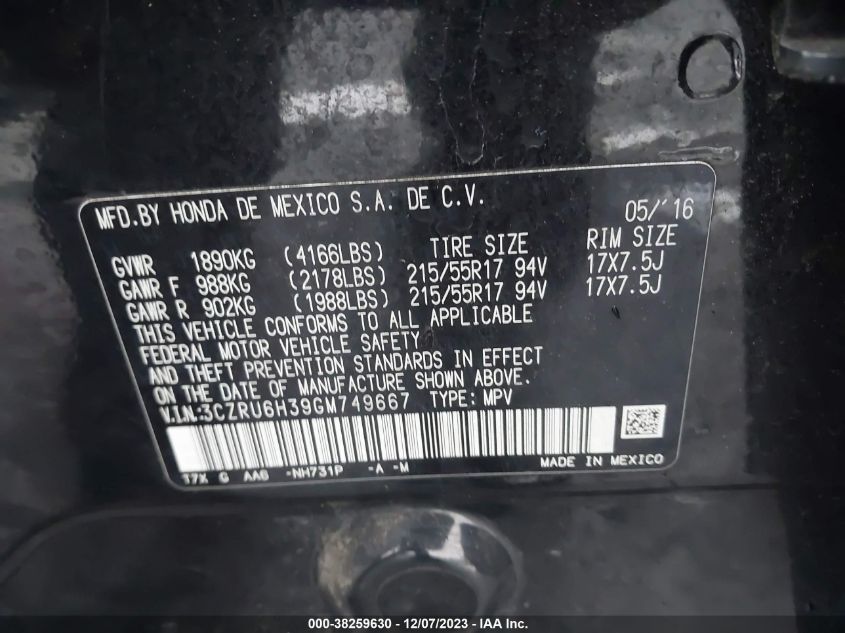 MFD.BY HONDA DE MEXICO S.A. DE C.V.
05/'16
GVWR 1890KG (4166LBS) TIRE SIZE RIM SIZE
GAWR F 988KG (2178LBS) 215/55R17 94V 17X7.5J
GAWR R 902KG (1988LBS) 215/55R17 94V 17X7.5J
THIS VEHICLE CONFORMS TO ALL APPLICABLE
FEDERAL MOTOR VEHICLE SAFETY
AND THEFT PREVENTION STANDARDS IN EFFECT
ON THE DATE OF MANUFACTURE SHOWN ABOVE.
V.I.N:3CZRU6H39GM749667 TYPE: MPV
T7X G AA6 -NH731P -A -M MADE IN MEXICO
000-38259630 - 12/07/2023 - IAA Inc.